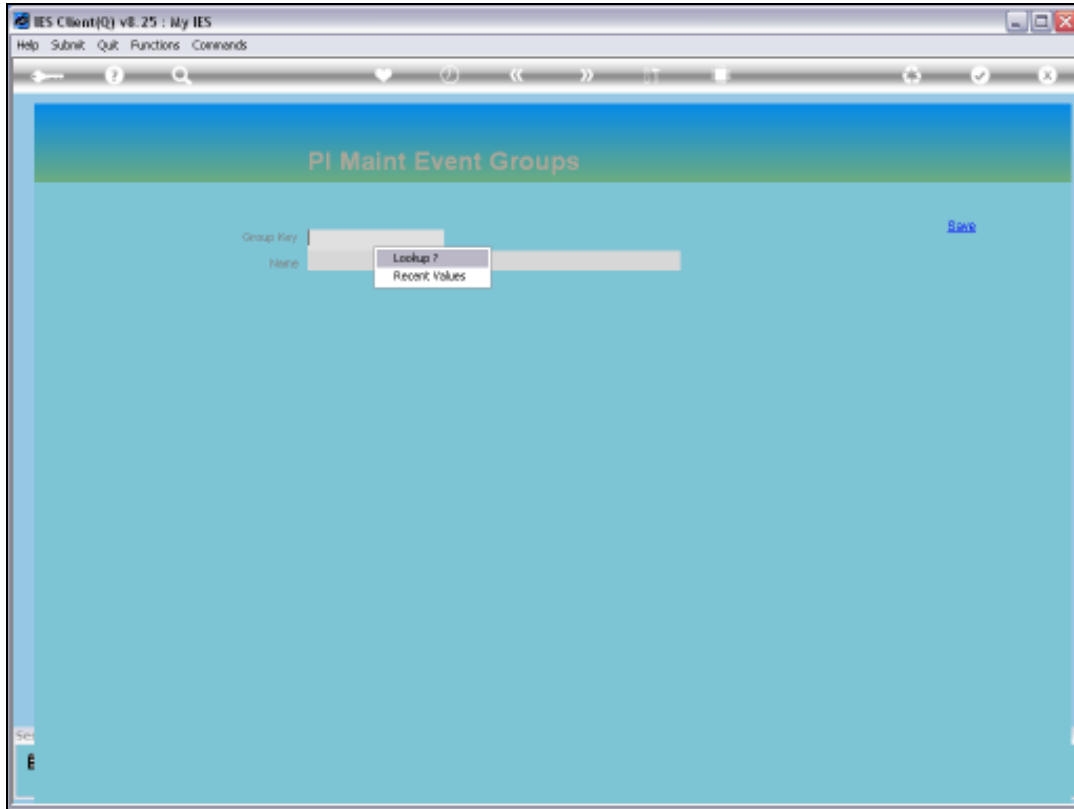 IES Client(Q) v8.25 : My IES
Help Submit Quit Functions Commands
PI Maint Event Groups
Save
Group Key
Lookup ?
Name
Recent Values